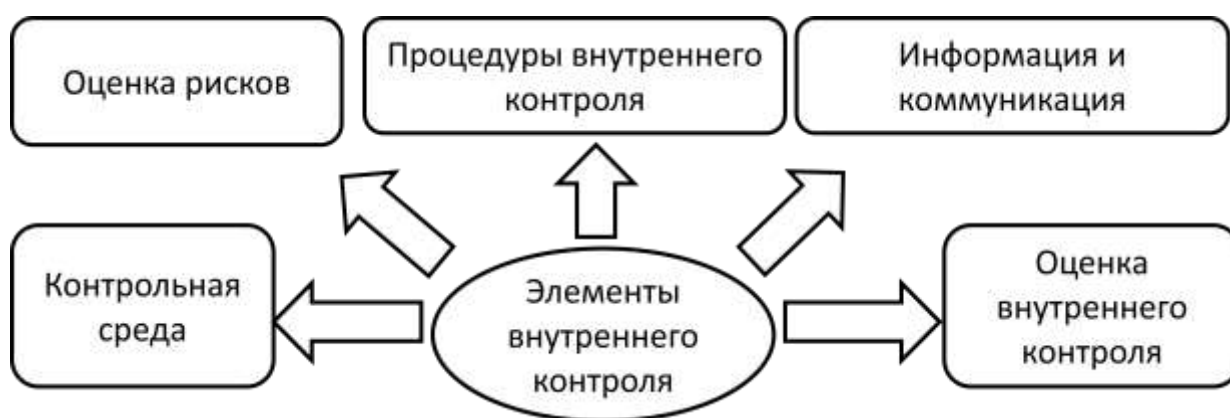 Оценка рисков
Процедуры внутреннего
контроля
Информация и
коммуникация
Контрольная
среда
Элементы
внутреннего
контроля
Оценка
внутреннего
контроля